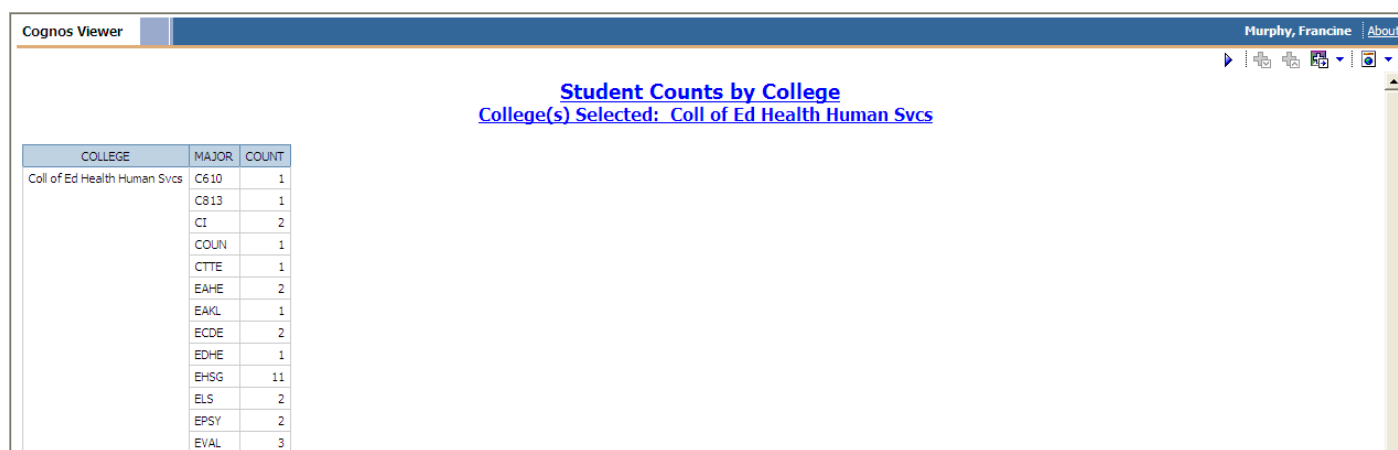 Cognos Viewer Murphy, Francine About
Student Counts by College
College(s) Selected: Coll of Ed Health Human Svcs
COLLEGE MAJOR COUNT
Coll of Ed Health Human Svcs C610 1
C813 1
CI 2
COUN 1
CTTE 1
EAHE 2
EAKL 1
ECDE 2
EDHE 1
EHSG 11
ELS 2
EPSY 2
EVAL 3